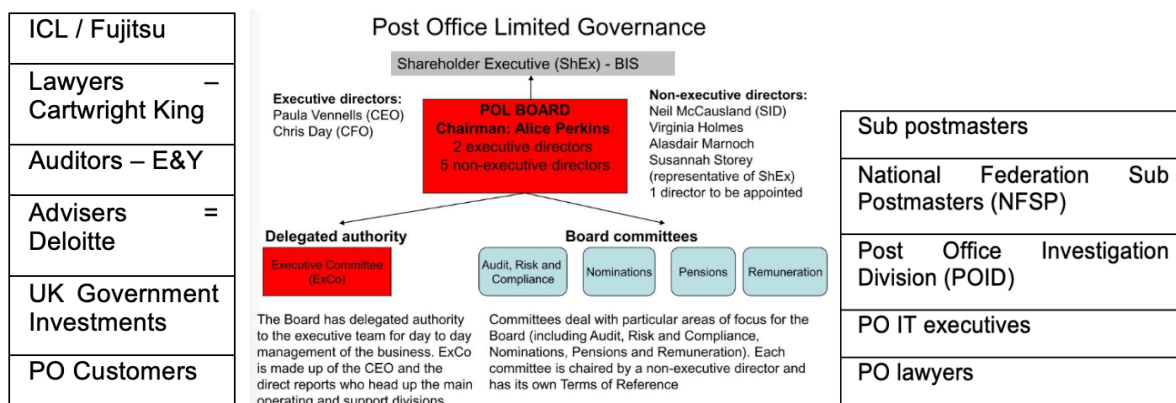 ICL / Fujitsu
Lawyers –
Cartwright King
Auditors – E&Y
Advisers =
Deloitte
UK Government
Investments
PO Customers
Post Office Limited Governance
Shareholder Executive (ShEx) - BIS
Executive directors:
Paula Vennells (CEO)
Chris Day (CFO)
POL BOARD
Chairman: Alice Perkins
2 executive directors
5 non-executive directors
Non-executive directors:
Neil McCausland (SID)
Virginia Holmes
Alasdair Marnoch
Susannah Storey
(representative of ShEx)
1 director to be appointed
Delegated authority
Executive Committee
(ExCo)
Board committees
Audit, Risk and
Compliance
Nominations
Pensions
Remuneration
The Board has delegated authority
to the executive team for day to day
management of the business. ExCo
is made up of the CEO and the
direct reports who head up the main
operating and support divisions
Committees deal with particular areas of focus for the
Board (including Audit, Risk and Compliance,
Nominations, Pensions and Remuneration). Each
committee is chaired by a non-executive director and
has its own Terms of Reference
Sub postmasters
National Federation Sub
Postmasters (NFSP)
Post Office Investigation
Division (POID)
PO IT executives
PO lawyers